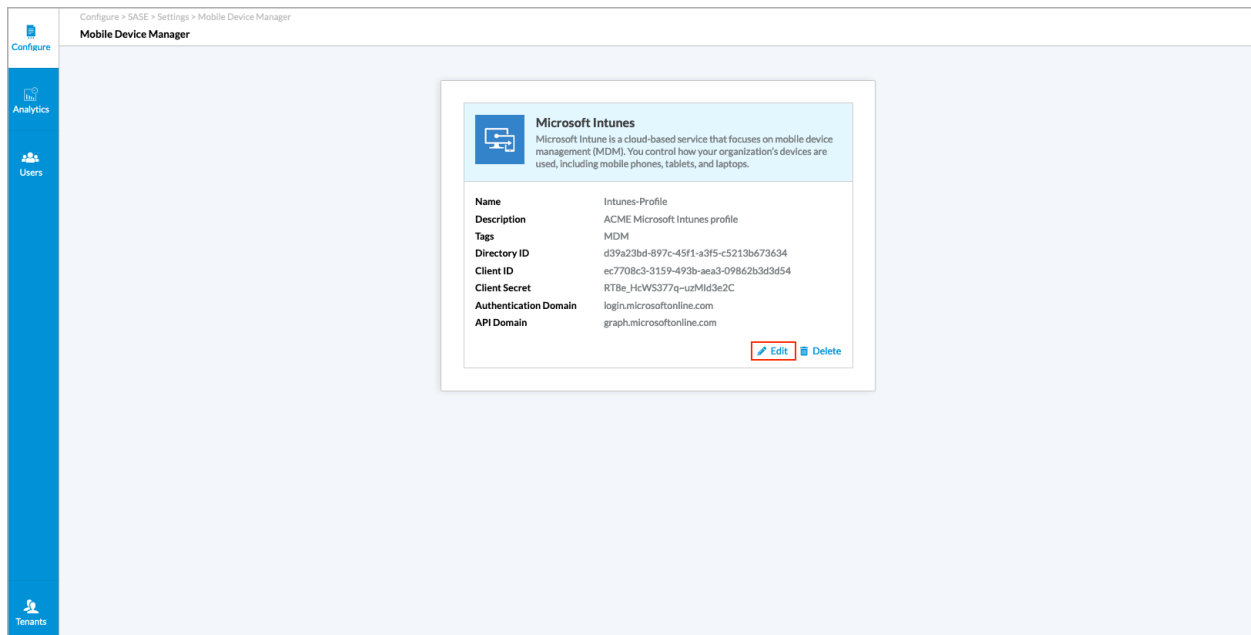 Configure > SASE > Settings > Mobile Device Manager
Mobile Device Manager
Configure
Analytics
Users
Tenants
Microsoft Intunes
Microsoft Intune is a cloud-based service that focuses on mobile device
management (MDM). You control how your organization's devices are
used, including mobile phones, tablets, and laptops.
Name Intunes-Profile
Description ACME Microsoft Intunes profile
Tags MDM
Directory ID d39a23bd-897c-45f1-a3f5-c5213b673634
Client ID ec7708c3-3159-493b-aea3-09862b3d3d54
Client Secret RT8e_HcWS377q~uzMId3e2C
Authentication Domain login.microsoftonline.com
API Domain graph.microsoftonline.com
Edit Delete